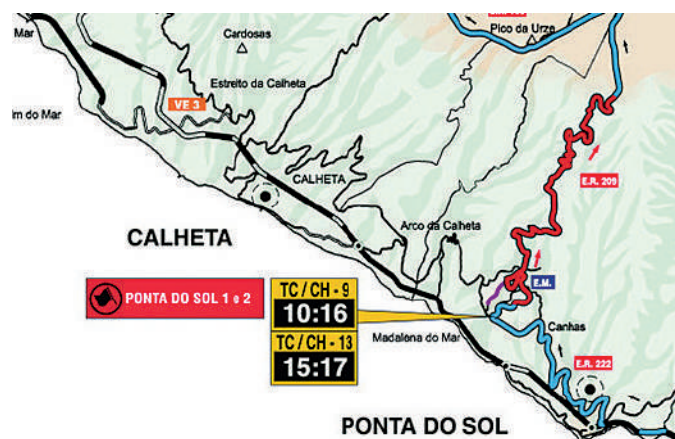 Mar
Cardosas
Pico da Urze
Estreito da Calheta
VE 3
im do Mar
E.R. 209
CALHETA
Arco da Calheta
CALHETA
E.M.
PONTA DO SOL 1 e 2
TC / CH - 9
10:16
TC / CH - 13
15:17
Madalena do Mar
Canhas
E.R. 222
PONTA DO SOL